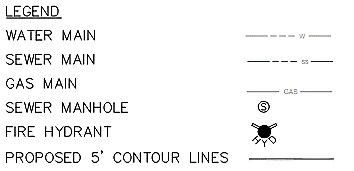 LEGEND
WATER MAIN W
SEWER MAIN SS
GAS MAIN GAS
SEWER MANHOLE S
FIRE HYDRANT
PROPOSED 5' CONTOUR LINES